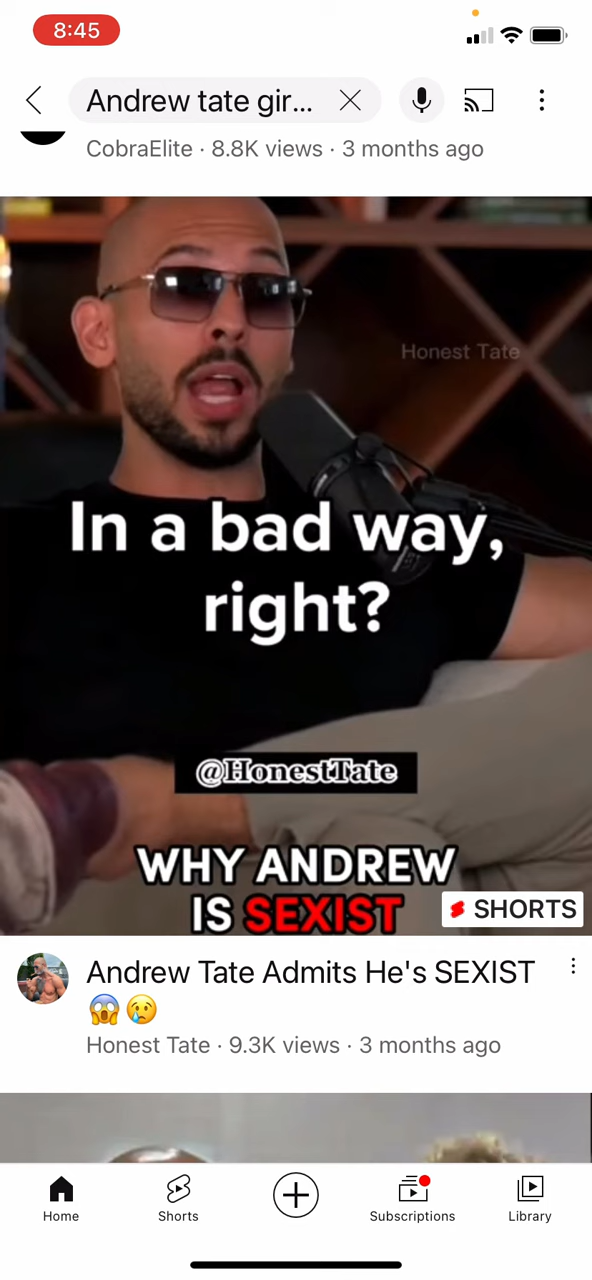 8:45
Andrew tate gir...
CobraElite · 8.8K views · 3 months ago
Honest Tate
In a bad way,
right?
@HonestTate
WHY ANDREW
IS SEXIST
SHORTS
Andrew Tate Admits He's SEXIST
😱 😢
Honest Tate · 9.3K views · 3 months ago
Home
Shorts
Subscriptions
Library